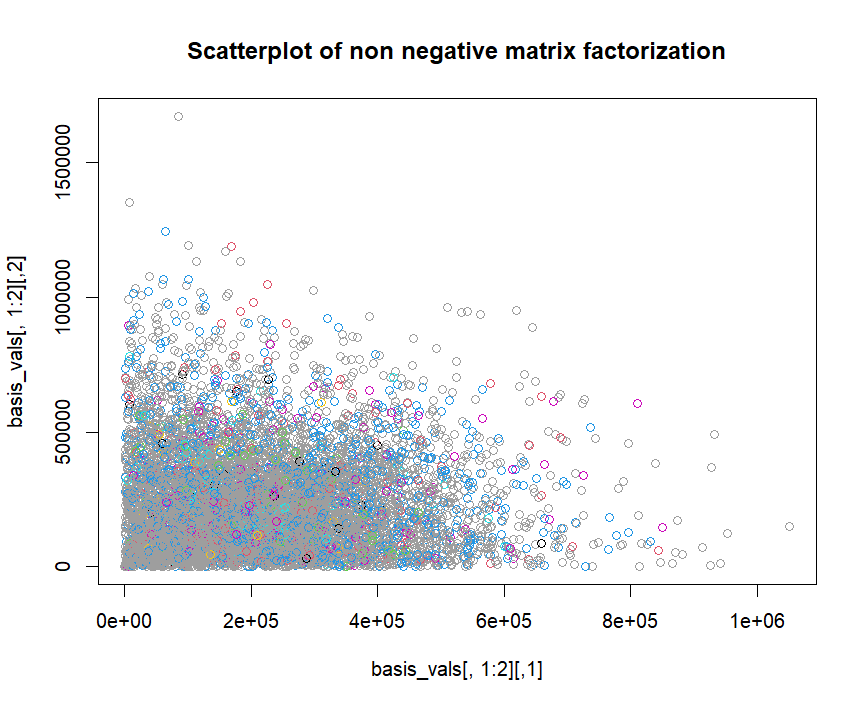 Scatterplot of non negative matrix factorization
basis_vals[, 1:2][,2]
1500000
1000000
500000
0
0e+00 2e+05 4e+05 6e+05 8e+05 1e+06
basis_vals[, 1:2][,1]